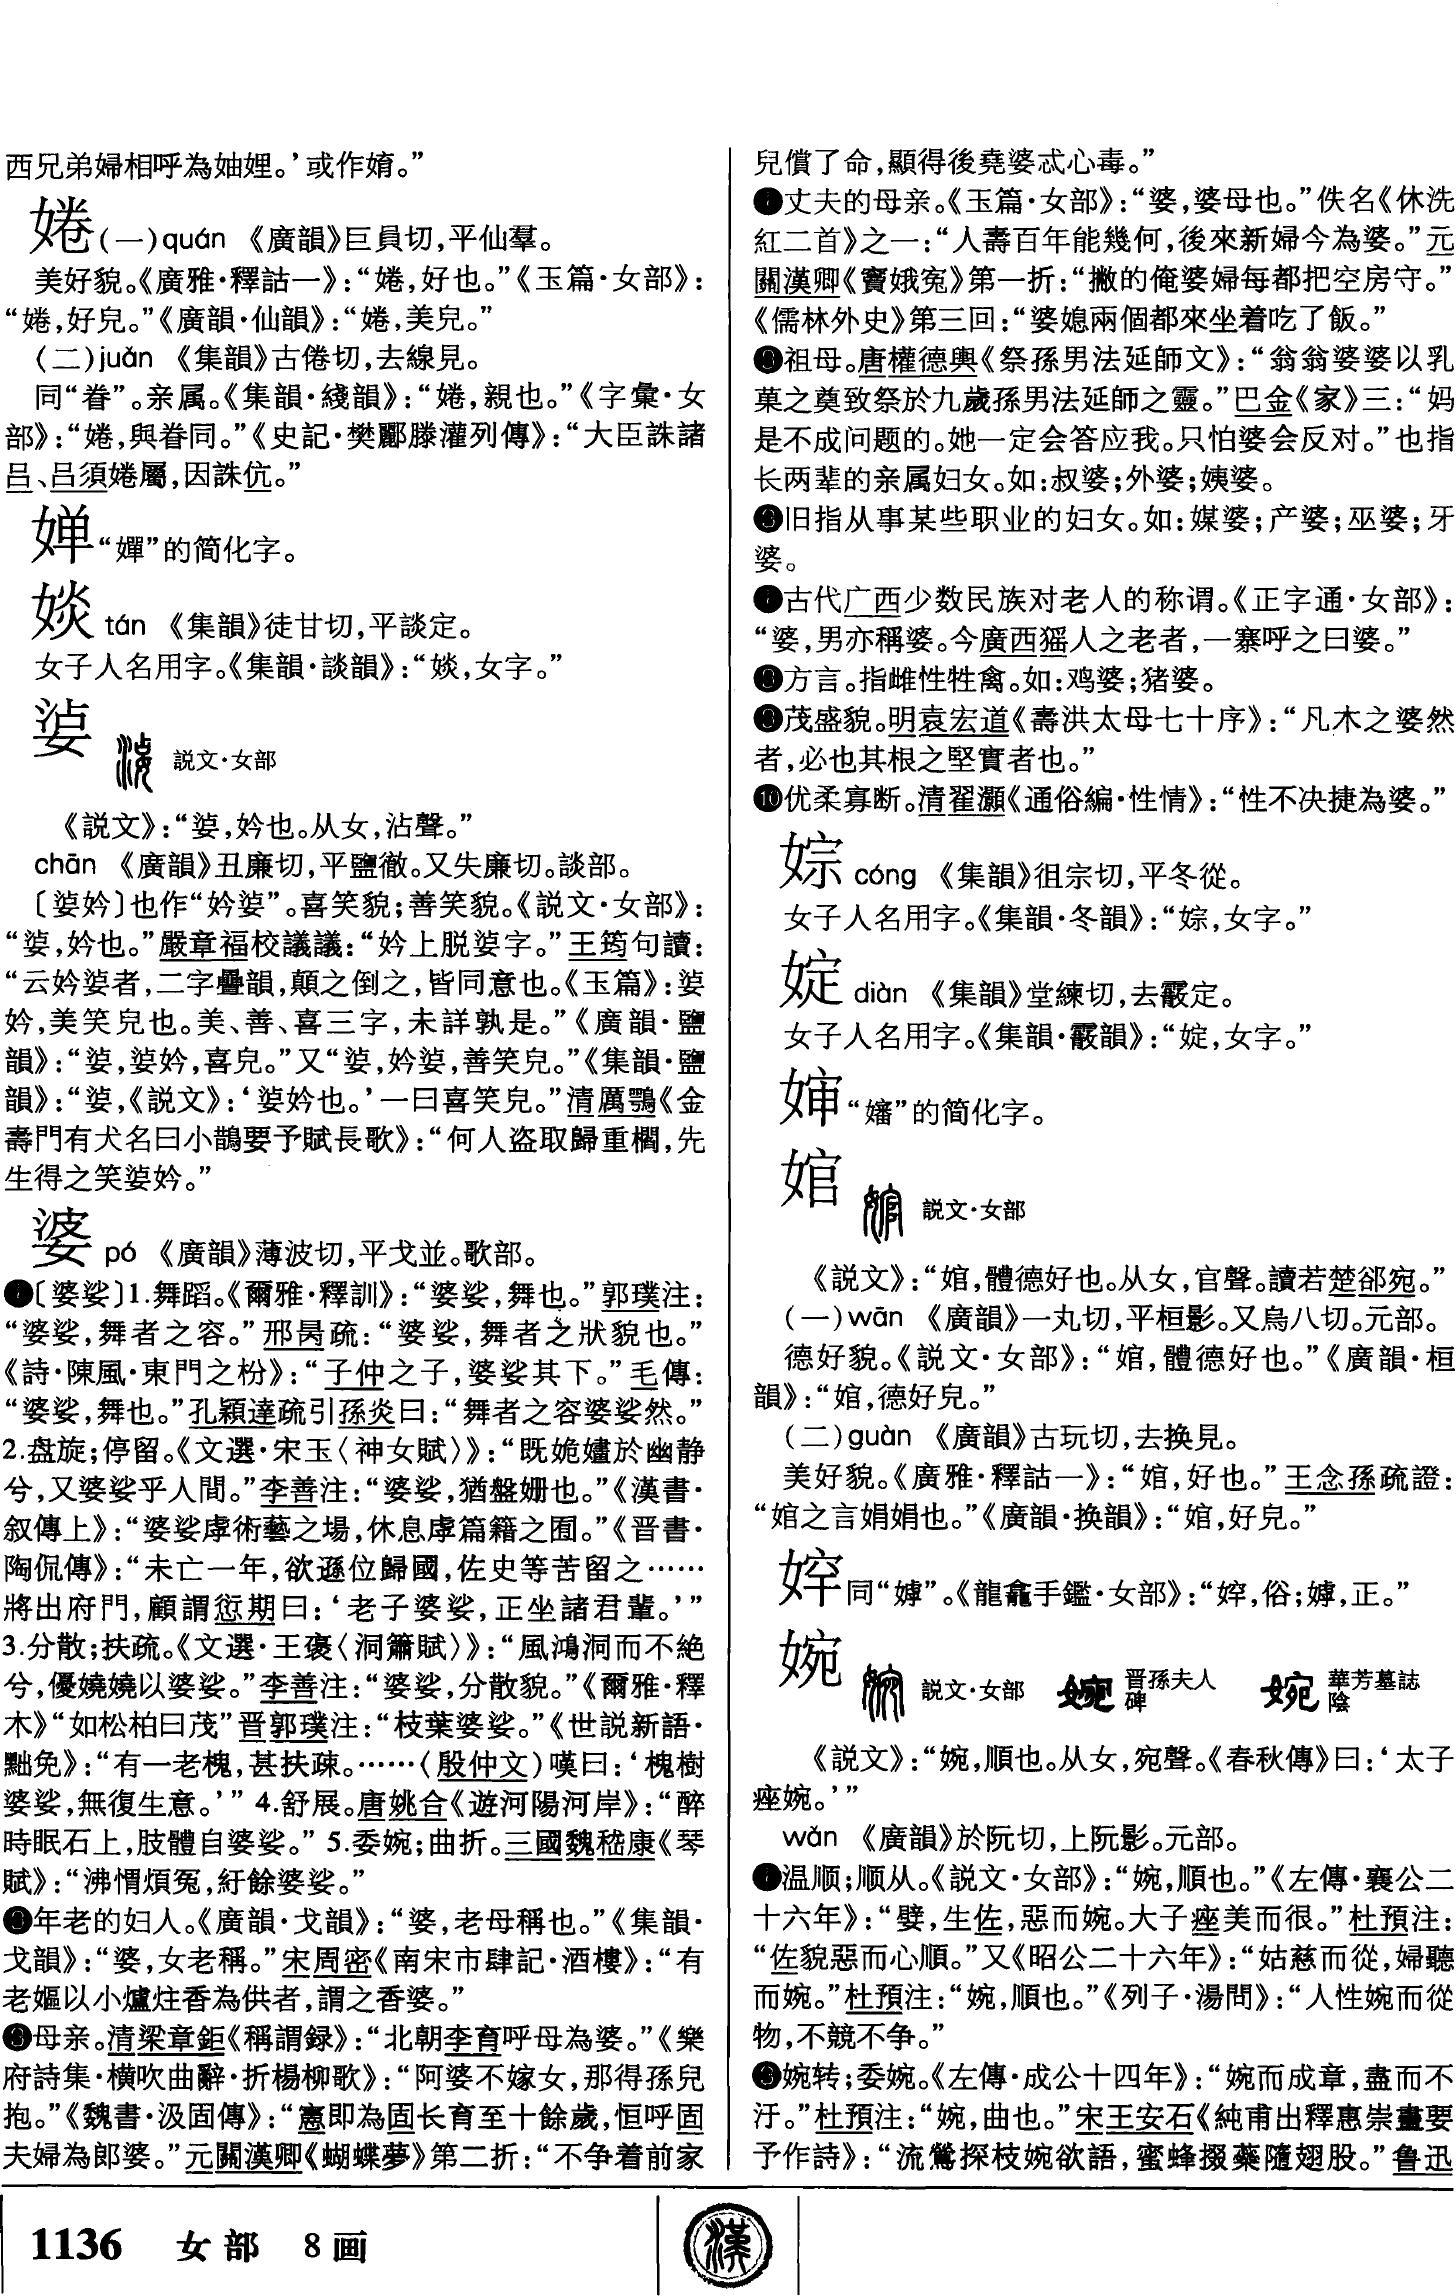 西兄弟婦相呼為妯娌。’或作娋。”
婘(一)quán 《廣韻》巨員切，平仙羣。
美好貌。《廣雅·釋詁一》：“婘，好也。”《玉篇·女部》：
“婘，好皃。”《廣韻·仙韻》：“婘，美皃。”
(二)juǎn 《集韻》古倦切，去線見。
同“眷”。亲属。《集韻·綫韻》：“婘，親也。”《字彙·女
部》：“婘，與眷同。”《史記·樊酈滕灌列傳》：“大臣誅諸
吕、吕須婘屬，因誅伉。”
婵“嬋”的简化字。
婒 tán 《集韻》徒甘切，平談定。
女子人名用字。《集韻·談韻》：“婒，女字。”
婆 説文·女部
《説文》：“婆，妗也。从女，沾聲。”
chān 《廣韻》丑廉切，平鹽徹。又失廉切。談部。
〔㛸妗〕也作“妗㛸”。喜笑貌；善笑貌。《説文·女部》：
“㛸，妗也。”嚴章福校議議：“妗上脱㛸字。”王筠句讀：
“云妗㛸者，二字疊韻，顛之倒之，皆同意也。《玉篇》：㛸
妗，美笑皃也。美、善、喜三字，未詳孰是。”《廣韻·鹽
韻》：“㛸，㛸妗，喜皃。”又“㛸，妗㛸，善笑皃。”《集韻·鹽
韻》：“㛸，《説文》：‘㛸妗也。’一曰喜笑皃。”清厲鶚《金
壽門有犬名曰小鵲要予賦長歌》：“何人盗取歸重櫩，先
生得之笑㛸妗。”
婆 pó 《廣韻》薄波切，平戈並。歌部。
❶〔婆娑〕1.舞蹈。《爾雅·釋訓》：“婆娑，舞也。”郭璞注：
“婆娑，舞者之容。”邢昺疏：“婆娑，舞者之狀貌也。”
《詩·陳風·東門之枌》：“子仲之子，婆娑其下。”毛傳：
“婆娑，舞也。”孔穎達疏引孫炎曰：“舞者之容婆娑然。”
2.盘旋；停留。《文選·宋玉〈神女賦〉》：“既姽嫿於幽静
兮，又婆娑乎人間。”李善注：“婆娑，猶盤姍也。”《漢書·
叙傳上》：“婆娑虖術藝之場，休息虖篇籍之囿。”《晋書·
陶侃傳》：“未亡一年，欲遜位歸國，佐史等苦留之……
將出府門，顧謂愆期曰：‘老子婆娑，正坐諸君輩。’”
3.分散；扶疏。《文選·王褒〈洞簫賦〉》：“風鴻洞而不絶
兮，優嬈嬈以婆娑。”李善注：“婆娑，分散貌。”《爾雅·釋
木》“如松柏曰茂”晋郭璞注：“枝葉婆娑。”《世説新語·
黜免》：“有一老槐，甚扶疎。……(殷仲文)嘆曰：‘槐樹
婆娑，無復生意。’” 4.舒展。唐姚合《遊河陽河岸》：“醉
時眠石上，肢體自婆娑。” 5.委婉；曲折。三國魏嵇康《琴
賦》：“沸㥜煩冤，紆餘婆娑。”
❷年老的妇人。《廣韻·戈韻》：“婆，老母稱也。”《集韻·
戈韻》：“婆，女老稱。”宋周密《南宋市肆記·酒樓》：“有
老嫗以小爐炷香為供者，謂之香婆。”
❸母亲。清梁章鉅《稱謂録》：“北朝李育呼母為婆。”《樂
府詩集·横吹曲辭·折楊柳歌》：“阿婆不嫁女，那得孫兒
抱。”《魏書·汲固傳》：“憲即為固长育至十餘歲，恒呼固
夫婦為郎婆。”元關漢卿《蝴蝶夢》第二折：“不争着前家
兒償了命，顯得後堯婆忒心毒。”
❹丈夫的母亲。《玉篇·女部》：“婆，婆母也。”佚名《休洗
紅二首》之一：“人壽百年能幾何，後來新婦今為婆。”元
關漢卿《竇娥寃》第一折：“撇的俺婆婦每都把空房守。”
《儒林外史》第三回：“婆媳兩個都來坐着吃了飯。”
❺祖母。唐權德輿《祭孫男法延師文》：“翁翁婆婆以乳
菓之奠致祭於九歲孫男法延師之靈。”巴金《家》三：“妈
是不成问题的。她一定会答应我。只怕婆会反对。”也指
长两辈的亲属妇女。如：叔婆；外婆；姨婆。
❻旧指从事某些职业的妇女。如：媒婆；产婆；巫婆；牙
婆。
❼古代广西少数民族对老人的称谓。《正字通·女部》：
“婆，男亦稱婆。今廣西猺人之老者，一寨呼之曰婆。”
❽方言。指雌性牲禽。如：鸡婆；猪婆。
❾茂盛貌。明袁宏道《壽洪太母七十序》：“凡木之婆然
者，必也其根之堅實者也。”
❿优柔寡断。清翟灝《通俗編·性情》：“性不决捷為婆。”
婃 cóng 《集韻》徂宗切，平冬從。
女子人名用字。《集韻·冬韻》：“婃，女字。”
婝 diàn 《集韻》堂練切，去霰定。
女子人名用字。《集韻·霰韻》：“婝，女字。”
婶“嬸”的简化字。
婠 説文·女部
《説文》：“婠，體德好也。从女，官聲。讀若楚郤宛。”
(一)wān 《廣韻》一丸切，平桓影。又烏八切。元部。
德好貌。《説文·女部》：“婠，體德好也。”《廣韻·桓
韻》：“婠，德好皃。”
(二)guàn 《廣韻》古玩切，去换見。
美好貌。《廣雅·釋詁一》：“婠，好也。”王念孫疏證：
“婠之言娟娟也。”《廣韻·换韻》：“婠，好皃。”
婞同“嫭”。《龍龕手鑑·女部》：“㛔，俗；嫭，正。”
婉 説文·女部 晋孫夫人碑 華芳墓誌陰
《説文》：“婉，順也。从女，宛聲。《春秋傳》曰：‘太子
痤婉。’”
wǎn 《廣韻》於阮切，上阮影。元部。
❶温顺；顺从。《説文·女部》：“婉，順也。”《左傳·襄公二
十六年》：“嬖，生佐，惡而婉。大子痤美而很。”杜預注：
“佐貌惡而心順。”又《昭公二十六年》：“姑慈而從，婦聽
而婉。”杜預注：“婉，順也。”《列子·湯問》：“人性婉而從
物，不競不争。”
❷婉转；委婉。《左傳·成公十四年》：“婉而成章，盡而不
汙。”杜預注：“婉，曲也。”宋王安石《純甫出釋惠崇畫要
予作詩》：“流鶯探枝婉欲語，蜜蜂掇蘂隨翅股。”鲁迅
1136 女部 8画
漢